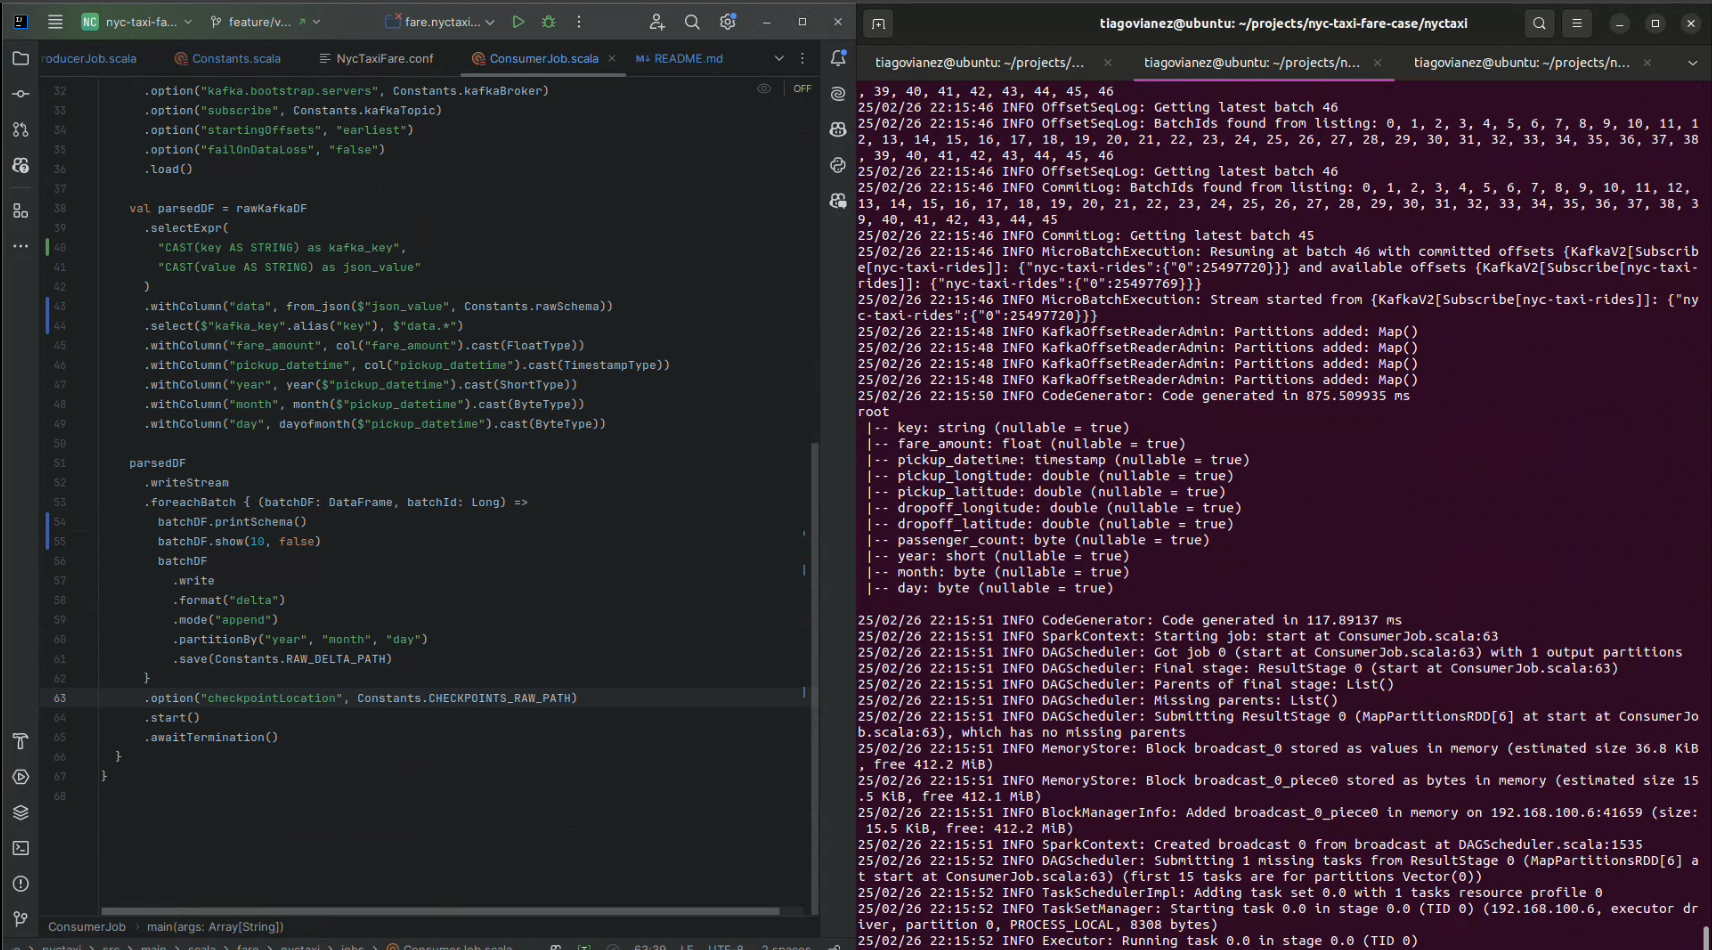 NC nyc-taxi-fa... feature/v... fare.nyctaxi...
roducerJob.scala Constants.scala NycTaxiFare.conf ConsumerJob.scala README.md
OFF
32 .option("kafka.bootstrap.servers", Constants.kafkaBroker)
33 .option("subscribe", Constants.kafkaTopic)
34 .option("startingOffsets", "earliest")
35 .option("failOnDataLoss", "false")
36 .load()
37
38 val parsedDF = rawKafkaDF
39 .selectExpr(
40 "CAST(key AS STRING) as kafka_key",
41 "CAST(value AS STRING) as json_value"
42 )
43 .withColumn("data", from_json($"json_value", Constants.rawSchema))
44 .select($"kafka_key".alias("key"), $"data.*")
45 .withColumn("fare_amount", col("fare_amount").cast(FloatType))
46 .withColumn("pickup_datetime", col("pickup_datetime").cast(TimestampType))
47 .withColumn("year", year($"pickup_datetime").cast(ShortType))
48 .withColumn("month", month($"pickup_datetime").cast(ByteType))
49 .withColumn("day", dayofmonth($"pickup_datetime").cast(ByteType))
50
51 parsedDF
52 .writeStream
53 .foreachBatch { (batchDF: DataFrame, batchId: Long) =>
54 batchDF.printSchema()
55 batchDF.show(10, false)
56 batchDF
57 .write
58 .format("delta")
59 .mode("append")
60 .partitionBy("year", "month", "day")
61 .save(Constants.RAW_DELTA_PATH)
62 }
63 .option("checkpointLocation", Constants.CHECKPOINTS_RAW_PATH)
64 .start()
65 .awaitTermination()
66 }
67 }
68
ConsumerJob main(args: Array[String])
nyctaxi src main scala fare nyctaxi jobs ConsumerJob.scala 63:39 LF UTF-8 2 spaces
tiagovianez@ubuntu: ~/projects/nyc-taxi-fare-case/nyctaxi
tiagovianez@ubuntu: ~/projects/... tiagovianez@ubuntu: ~/projects/n... tiagovianez@ubuntu: ~/projects/n...
, 39, 40, 41, 42, 43, 44, 45, 46
25/02/26 22:15:46 INFO OffsetSeqLog: Getting latest batch 46
25/02/26 22:15:46 INFO OffsetSeqLog: BatchIds found from listing: 0, 1, 2, 3, 4, 5, 6, 7, 8, 9, 10, 11, 1
2, 13, 14, 15, 16, 17, 18, 19, 20, 21, 22, 23, 24, 25, 26, 27, 28, 29, 30, 31, 32, 33, 34, 35, 36, 37, 38
, 39, 40, 41, 42, 43, 44, 45, 46
25/02/26 22:15:46 INFO OffsetSeqLog: Getting latest batch 46
25/02/26 22:15:46 INFO CommitLog: BatchIds found from listing: 0, 1, 2, 3, 4, 5, 6, 7, 8, 9, 10, 11, 12,
13, 14, 15, 16, 17, 18, 19, 20, 21, 22, 23, 24, 25, 26, 27, 28, 29, 30, 31, 32, 33, 34, 35, 36, 37, 38, 3
9, 40, 41, 42, 43, 44, 45
25/02/26 22:15:46 INFO CommitLog: Getting latest batch 45
25/02/26 22:15:46 INFO MicroBatchExecution: Resuming at batch 46 with committed offsets {KafkaV2[Subscrib
e[nyc-taxi-rides]]: {"nyc-taxi-rides":{"0":25497720}}} and available offsets {KafkaV2[Subscribe[nyc-taxi-
rides]]: {"nyc-taxi-rides":{"0":25497769}}}
25/02/26 22:15:46 INFO MicroBatchExecution: Stream started from {KafkaV2[Subscribe[nyc-taxi-rides]]: {"ny
c-taxi-rides":{"0":25497720}}}
25/02/26 22:15:48 INFO KafkaOffsetReaderAdmin: Partitions added: Map()
25/02/26 22:15:48 INFO KafkaOffsetReaderAdmin: Partitions added: Map()
25/02/26 22:15:48 INFO KafkaOffsetReaderAdmin: Partitions added: Map()
25/02/26 22:15:48 INFO KafkaOffsetReaderAdmin: Partitions added: Map()
25/02/26 22:15:50 INFO CodeGenerator: Code generated in 875.509935 ms
root
|-- key: string (nullable = true)
|-- fare_amount: float (nullable = true)
|-- pickup_datetime: timestamp (nullable = true)
|-- pickup_longitude: double (nullable = true)
|-- pickup_latitude: double (nullable = true)
|-- dropoff_longitude: double (nullable = true)
|-- dropoff_latitude: double (nullable = true)
|-- passenger_count: byte (nullable = true)
|-- year: short (nullable = true)
|-- month: byte (nullable = true)
|-- day: byte (nullable = true)
25/02/26 22:15:51 INFO CodeGenerator: Code generated in 117.89137 ms
25/02/26 22:15:51 INFO SparkContext: Starting job: start at ConsumerJob.scala:63
25/02/26 22:15:51 INFO DAGScheduler: Got job 0 (start at ConsumerJob.scala:63) with 1 output partitions
25/02/26 22:15:51 INFO DAGScheduler: Final stage: ResultStage 0 (start at ConsumerJob.scala:63)
25/02/26 22:15:51 INFO DAGScheduler: Parents of final stage: List()
25/02/26 22:15:51 INFO DAGScheduler: Missing parents: List()
25/02/26 22:15:51 INFO DAGScheduler: Submitting ResultStage 0 (MapPartitionsRDD[6] at start at ConsumerJo
b.scala:63), which has no missing parents
25/02/26 22:15:51 INFO MemoryStore: Block broadcast_0 stored as values in memory (estimated size 36.8 KiB
, free 412.2 MiB)
25/02/26 22:15:51 INFO MemoryStore: Block broadcast_0_piece0 stored as bytes in memory (estimated size 15
.5 KiB, free 412.1 MiB)
25/02/26 22:15:51 INFO BlockManagerInfo: Added broadcast_0_piece0 in memory on 192.168.100.6:41659 (size:
15.5 KiB, free: 412.2 MiB)
25/02/26 22:15:51 INFO SparkContext: Created broadcast 0 from broadcast at DAGScheduler.scala:1535
25/02/26 22:15:52 INFO DAGScheduler: Submitting 1 missing tasks from ResultStage 0 (MapPartitionsRDD[6] a
t start at ConsumerJob.scala:63) (first 15 tasks are for partitions Vector(0))
25/02/26 22:15:52 INFO TaskSchedulerImpl: Adding task set 0.0 with 1 tasks resource profile 0
25/02/26 22:15:52 INFO TaskSetManager: Starting task 0.0 in stage 0.0 (TID 0) (192.168.100.6, executor dr
iver, partition 0, PROCESS_LOCAL, 8308 bytes)
25/02/26 22:15:52 INFO Executor: Running task 0.0 in stage 0.0 (TID 0)